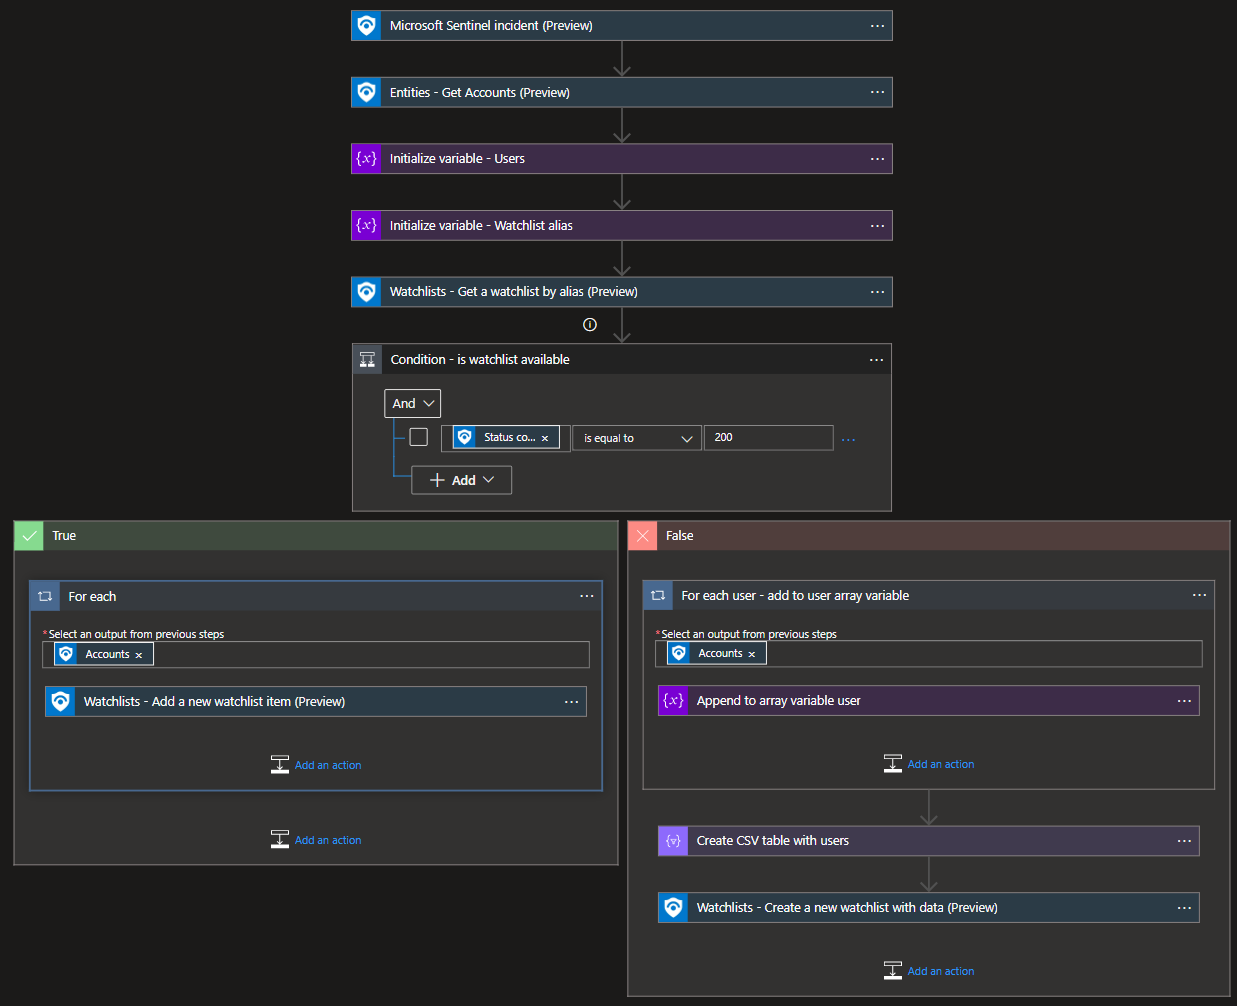 Microsoft Sentinel incident (Preview)
Entities - Get Accounts (Preview)
{x} Initialize variable - Users
{x} Initialize variable - Watchlist alias
Watchlists - Get a watchlist by alias (Preview)
Condition - is watchlist available
And
Status co... × is equal to 200
+ Add
True
For each
* Select an output from previous steps
Accounts ×
Watchlists - Add a new watchlist item (Preview)
Add an action
Add an action
False
For each user - add to user array variable
* Select an output from previous steps
Accounts ×
{x} Append to array variable user
Add an action
Create CSV table with users
Watchlists - Create a new watchlist with data (Preview)
Add an action